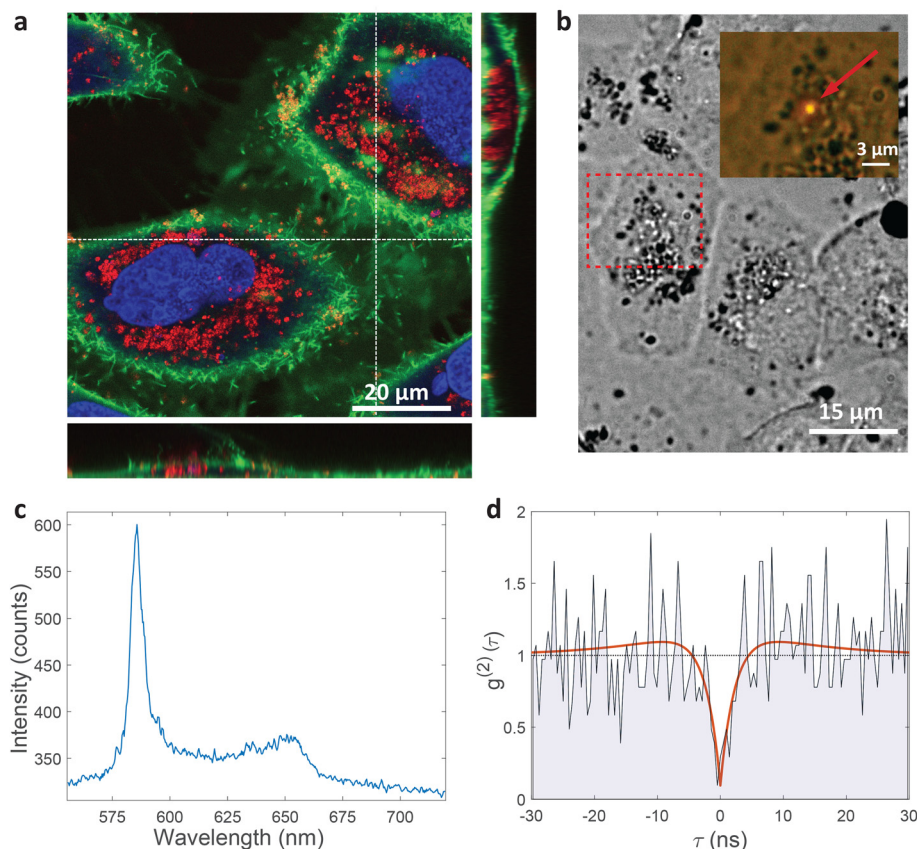 a
20 μm
b
3 μm
15 μm
c
Intensity (counts)
600
550
500
450
400
350
575
600
625
650
675
700
Wavelength (nm)
d
g(2) (τ)
2
1.5
1
0.5
0
-30
-20
-10
0
10
20
30
τ (ns)